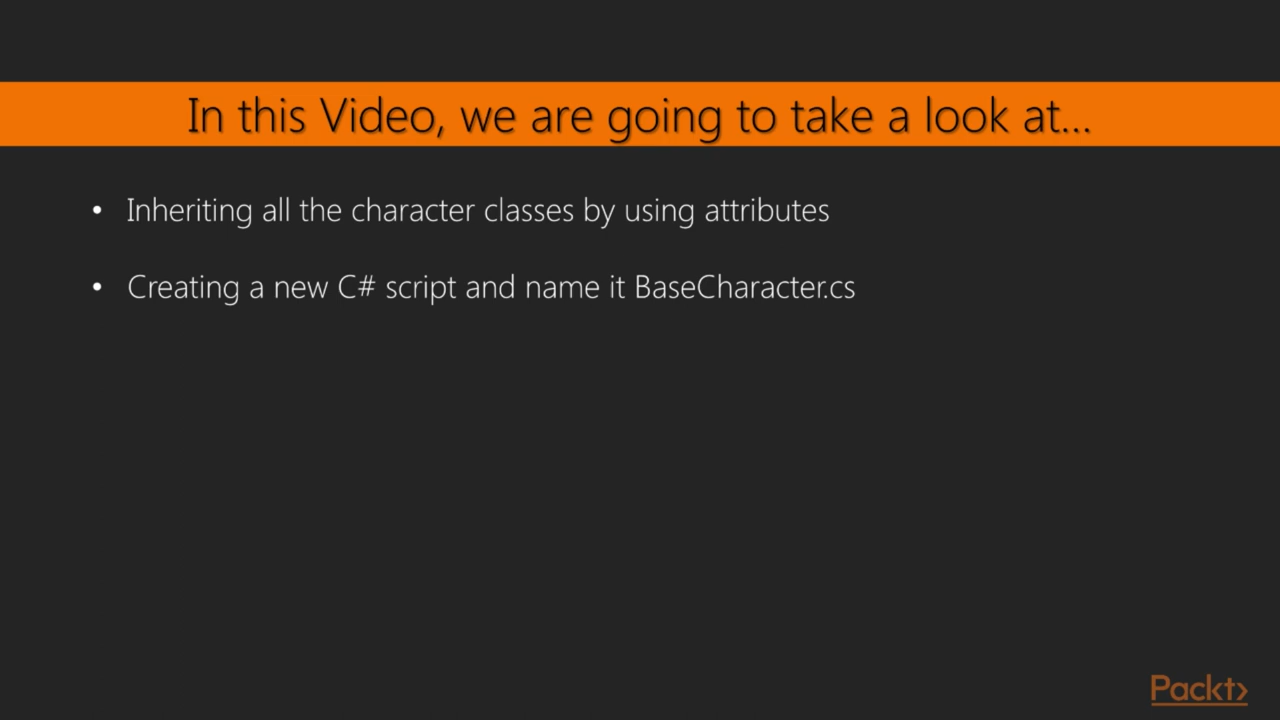 In this Video, we are going to take a look at...
• Inheriting all the character classes by using attributes
• Creating a new C# script and name it BaseCharacter.cs
Packt>